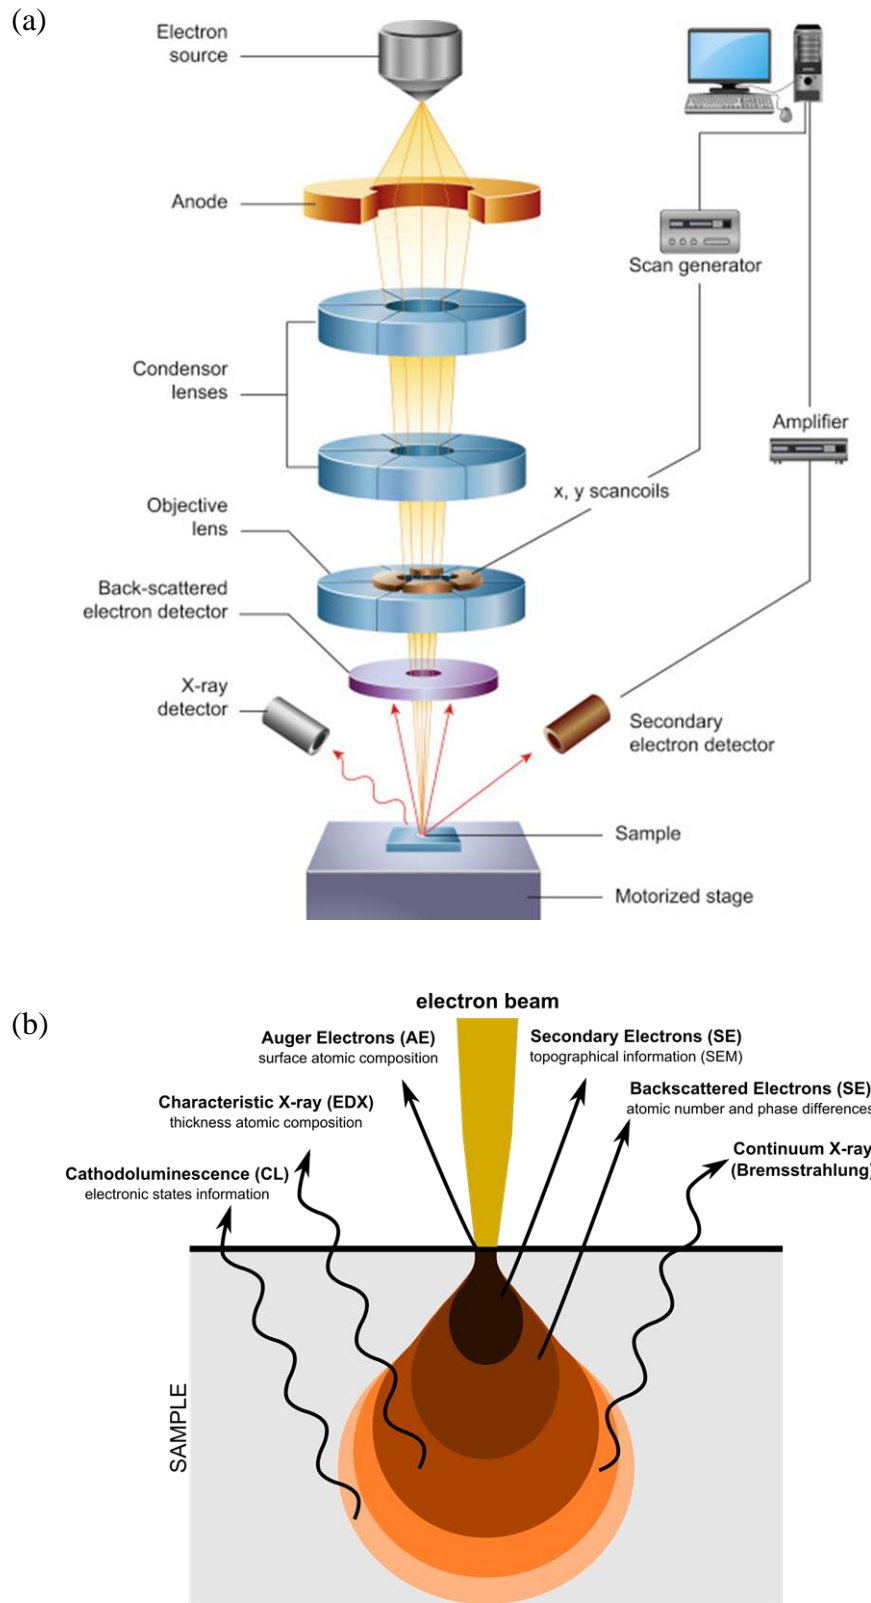 (a)
Electron
source
Anode
Scan generator
Condensor
lenses
Amplifier
x, y scancoils
Objective
lens
Back-scattered
electron detector
X-ray
detector
Secondary
electron detector
Sample
Motorized stage
(b)
electron beam
Auger Electrons (AE)
surface atomic composition
Secondary Electrons (SE)
topographical information (SEM)
Characteristic X-ray (EDX)
thickness atomic composition
Backscattered Electrons (SE)
atomic number and phase differences
Cathodoluminescence (CL)
electronic states information
Continuum X-ray
(Bremsstrahlung)
SAMPLE